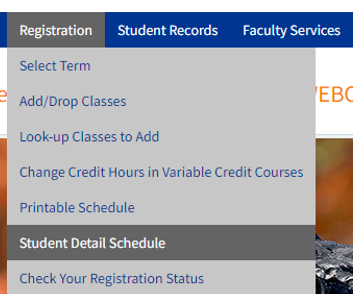 Registration Student Records Faculty Services
Select Term
Add/Drop Classes
Look-up Classes to Add
Change Credit Hours in Variable Credit Courses
Printable Schedule
Student Detail Schedule
Check Your Registration Status